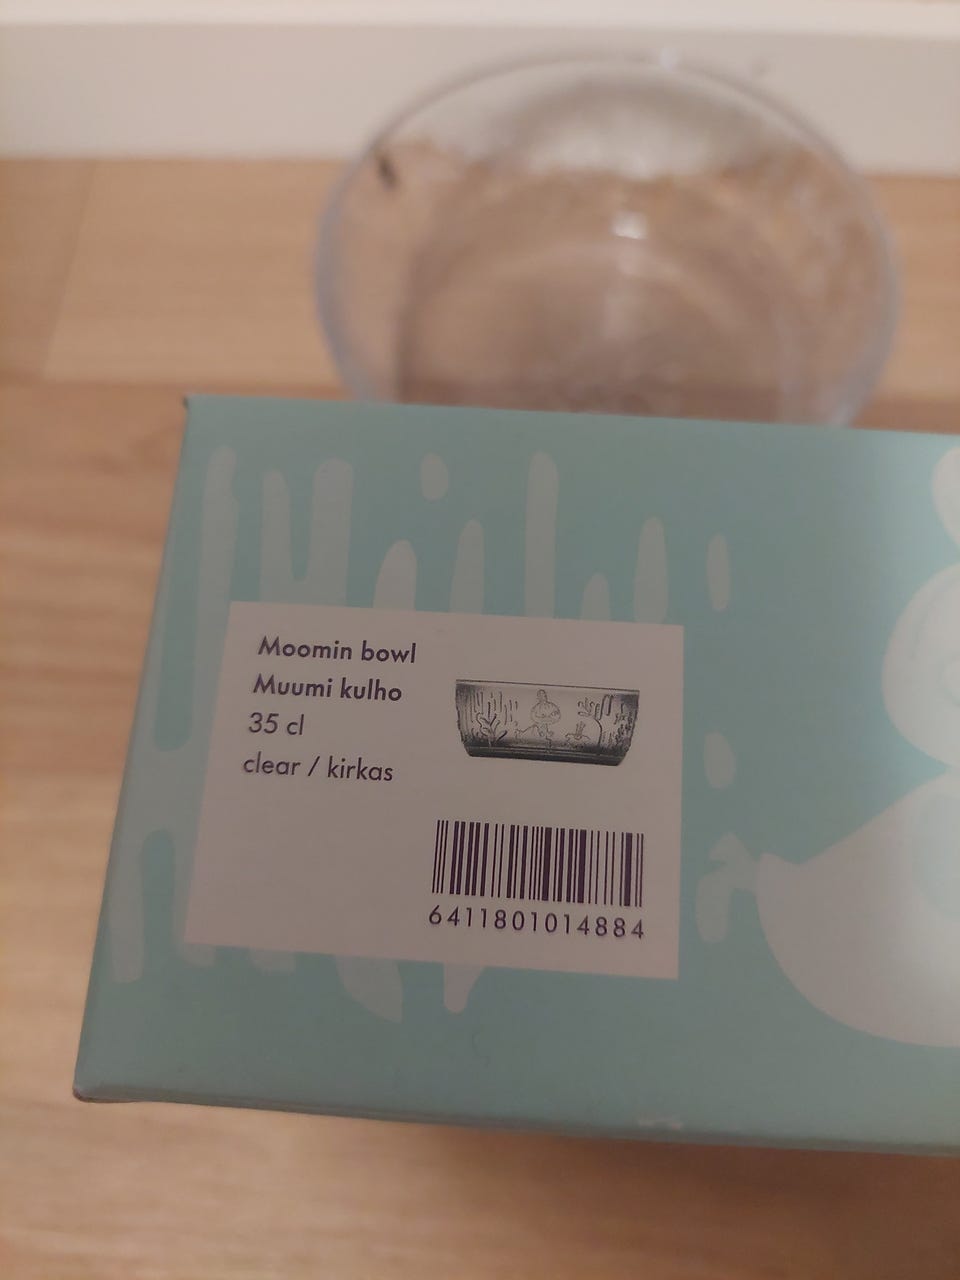 Moomin bowl
Muumi kulho
35 cl
clear / kirkas
6411801014884